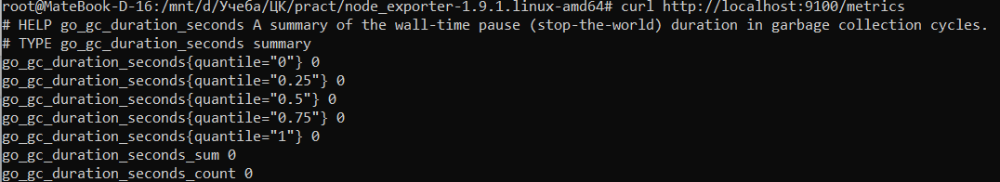 root@MateBook-D-16:/mnt/d/Учеба/ЦК/pract/node_exporter-1.9.1.linux-amd64# curl http://localhost:9100/metrics
# HELP go_gc_duration_seconds A summary of the wall-time pause (stop-the-world) duration in garbage collection cycles.
# TYPE go_gc_duration_seconds summary
go_gc_duration_seconds{quantile="0"} 0
go_gc_duration_seconds{quantile="0.25"} 0
go_gc_duration_seconds{quantile="0.5"} 0
go_gc_duration_seconds{quantile="0.75"} 0
go_gc_duration_seconds{quantile="1"} 0
go_gc_duration_seconds_sum 0
go_gc_duration_seconds_count 0